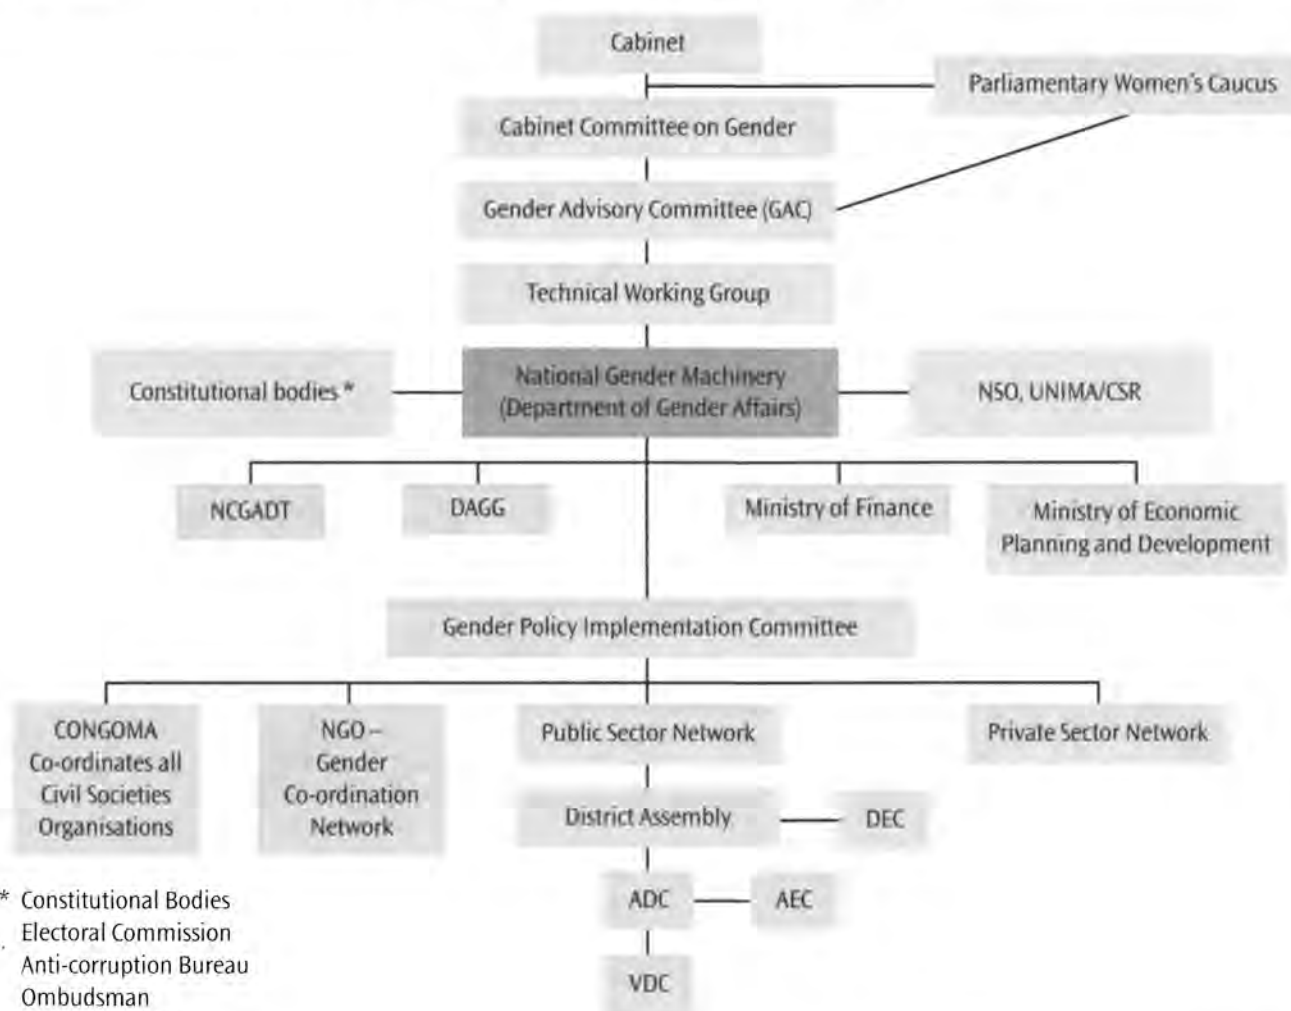 Cabinet
Parliamentary Women's Caucus
Cabinet Committee on Gender
Gender Advisory Committee (GAC)
Technical Working Group
Constitutional bodies *
National Gender Machinery
(Department of Gender Affairs)
NSO, UNIMA/CSR
NCGADT
DAGG
Ministry of Finance
Ministry of Economic
Planning and Development
Gender Policy Implementation Committee
CONGOMA
Co-ordinates all
Civil Societies
Organisations
NGO –
Gender
Co-ordination
Network
Public Sector Network
Private Sector Network
District Assembly
DEC
ADC
AEC
VDC
* Constitutional Bodies
Electoral Commission
Anti-corruption Bureau
Ombudsman